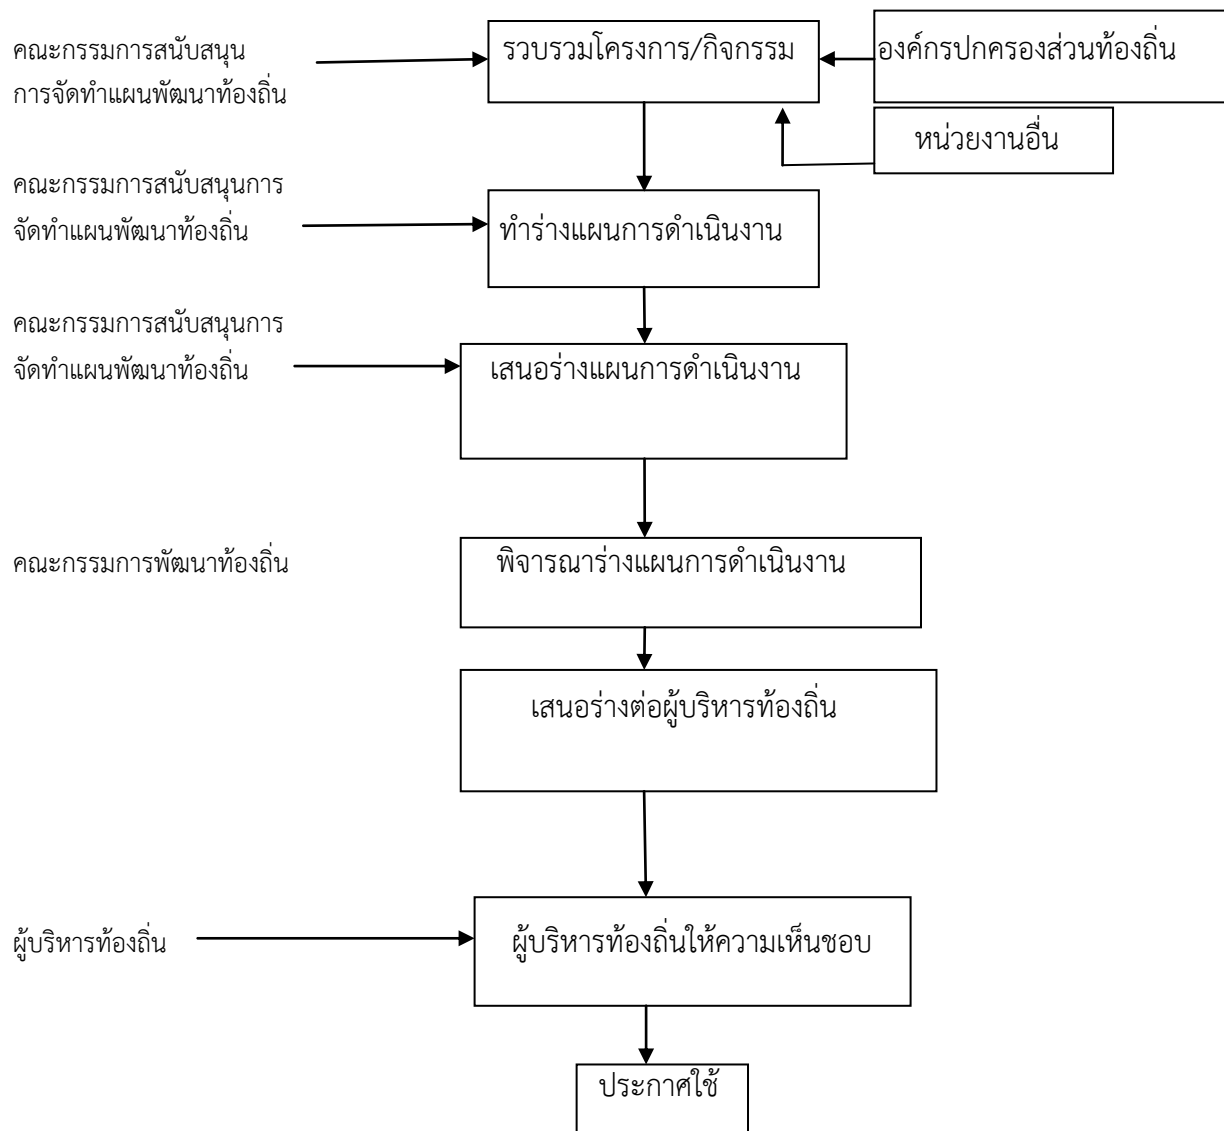 คณะกรรมการสนับสนุน
การจัดทำแผนพัฒนาท้องถิ่น
รวบรวมโครงการ/กิจกรรม
องค์กรปกครองส่วนท้องถิ่น
หน่วยงานอื่น
คณะกรรมการสนับสนุนการ
จัดทำแผนพัฒนาท้องถิ่น
ทำร่างแผนการดำเนินงาน
คณะกรรมการสนับสนุนการ
จัดทำแผนพัฒนาท้องถิ่น
เสนอร่างแผนการดำเนินงาน
คณะกรรมการพัฒนาท้องถิ่น
พิจารณาร่างแผนการดำเนินงาน
เสนอร่างต่อผู้บริหารท้องถิ่น
ผู้บริหารท้องถิ่น
ผู้บริหารท้องถิ่นให้ความเห็นชอบ
ประกาศใช้